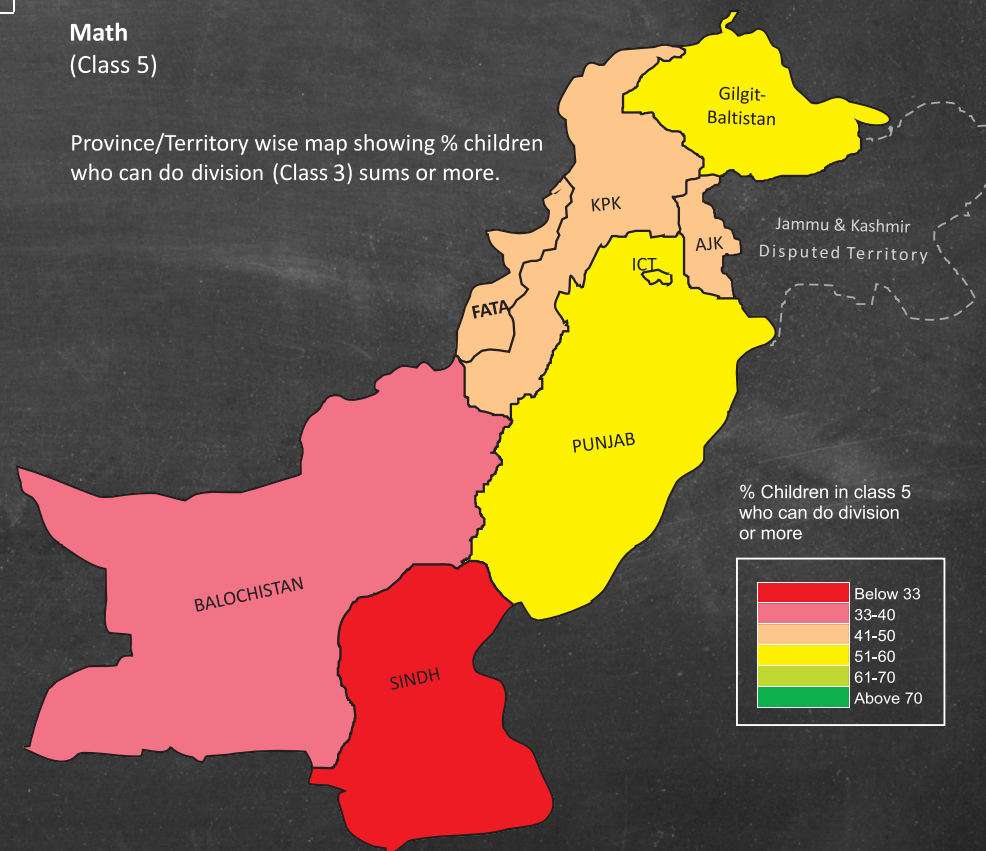 Math
(Class 5)
Province/Territory wise map showing % children
who can do division (Class 3) sums or more.
Gilgit-
Baltistan
KPK
AJK
Jammu & Kashmir
Disputed Territory
ICT
FATA
PUNJAB
BALOCHISTAN
SINDH
% Children in class 5
who can do division
or more
Below 33
33-40
41-50
51-60
61-70
Above 70